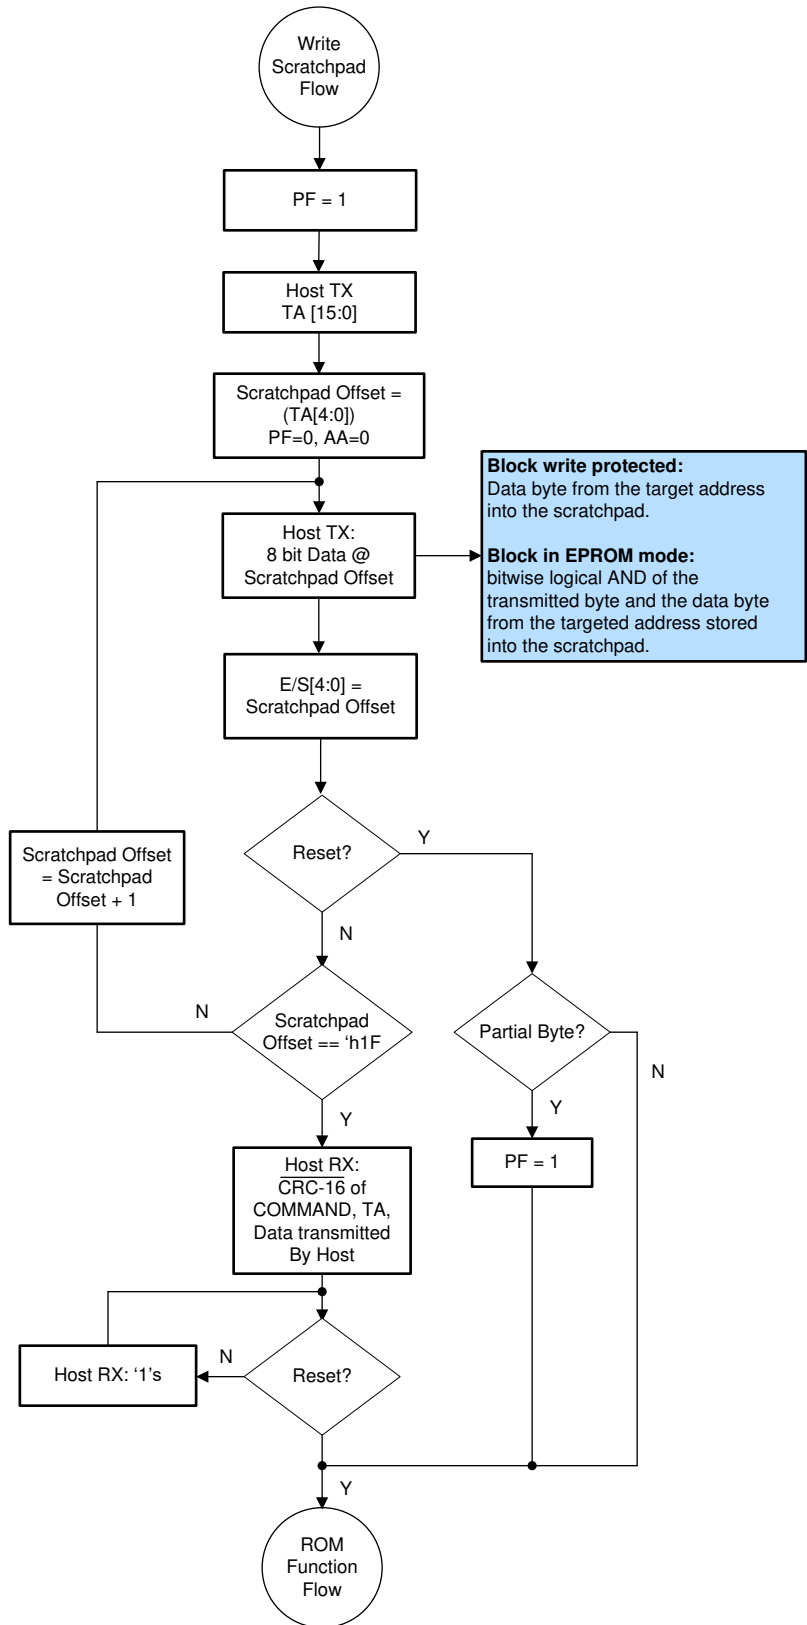 Write
Scratchpad
Flow
PF = 1
Host TX
TA [15:0]
Scratchpad Offset =
(TA[4:0])
PF=0, AA=0
Host TX:
8 bit Data @
Scratchpad Offset
Block write protected:
Data byte from the target address
into the scratchpad.
Block in EPROM mode:
bitwise logical AND of the
transmitted byte and the data byte
from the targeted address stored
into the scratchpad.
E/S[4:0] =
Scratchpad Offset
Reset?
Y
N
Scratchpad Offset
= Scratchpad
Offset + 1
N
Scratchpad
Offset == ‘h1F
Y
Partial Byte?
N
Y
PF = 1
Host RX:
CRC-16 of
COMMAND, TA,
Data transmitted
By Host
Host RX: ‘1’s
N
Reset?
Y
ROM
Function
Flow